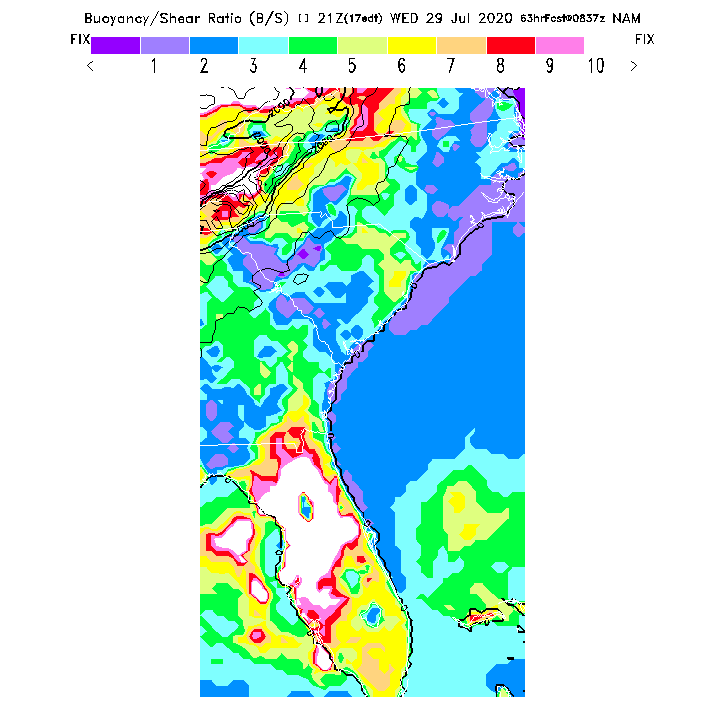 Buoyancy/Shear Ratio (B/S) [] 21Z(17edt) WED 29 Jul 2020 63hrFcst@0837z NAM
FIX FIX
< 1 2 3 4 5 6 7 8 9 10 >